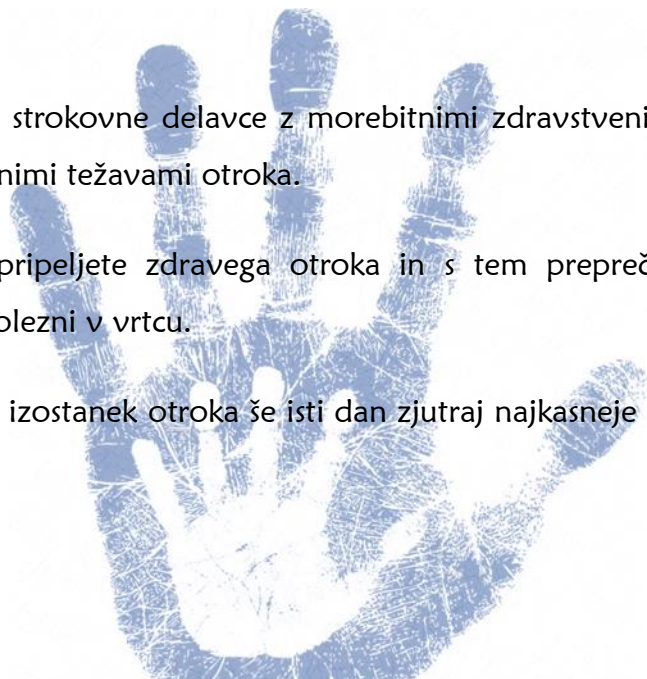 strokovne delavce z morebitnimi zdravstveni
nimi težavami otroka.
pripeljete zdravega otroka in s tem prepreč
olezni v vrtcu.
izostanek otroka še isti dan zjutraj najkasneje